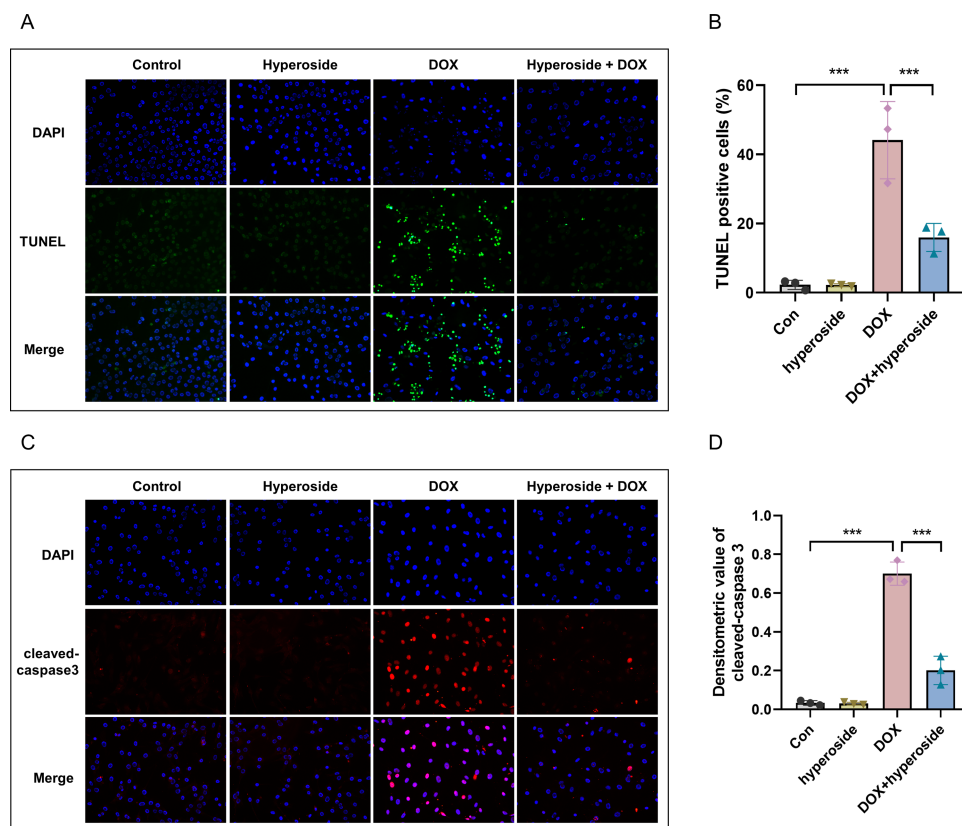 A
Control Hyperoside DOX Hyperoside + DOX
DAPI
TUNEL
Merge
B
TUNEL positive cells (%)
60
40
20
0
***
***
Con
hyperoside
DOX
DOX+hyperoside
C
Control Hyperoside DOX Hyperoside + DOX
DAPI
cleaved-
caspase3
Merge
D
Densitometric value of
cleaved-caspase 3
1.0
0.8
0.6
0.4
0.2
0.0
***
***
Con
hyperoside
DOX
DOX+hyperoside